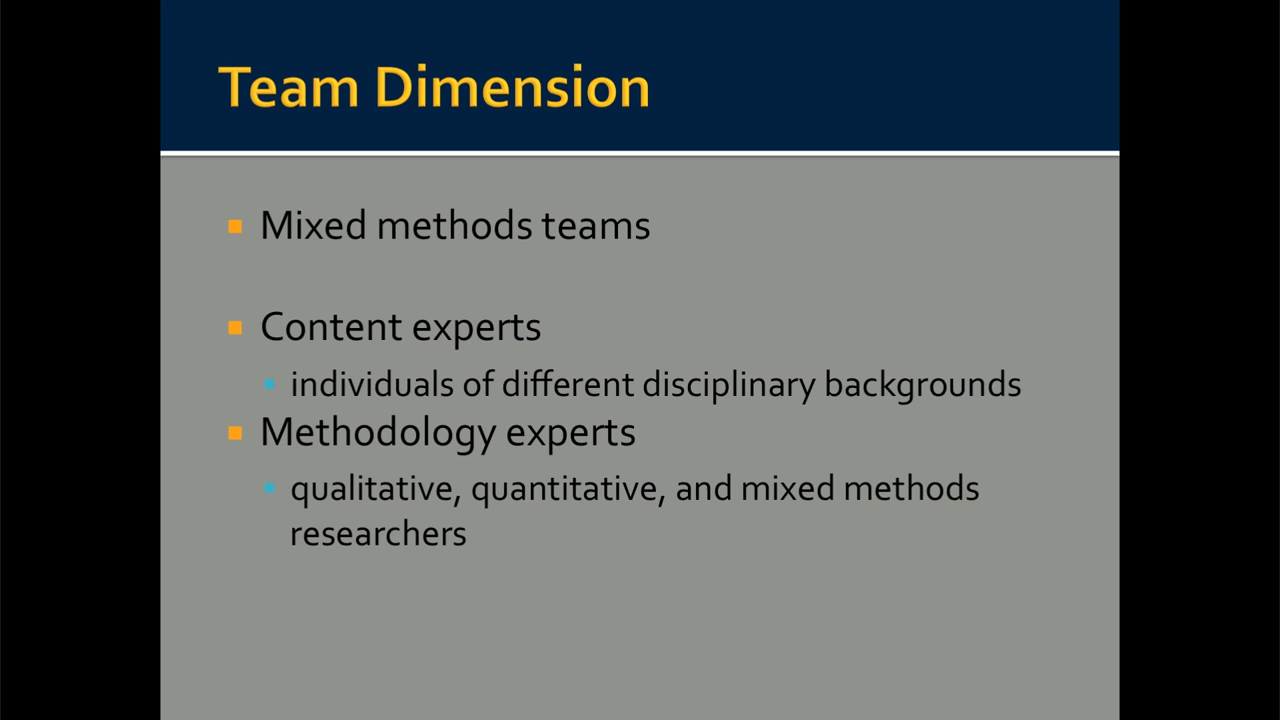 Team Dimension
Mixed methods teams
Content experts
individuals of different disciplinary backgrounds
Methodology experts
qualitative, quantitative, and mixed methods
researchers